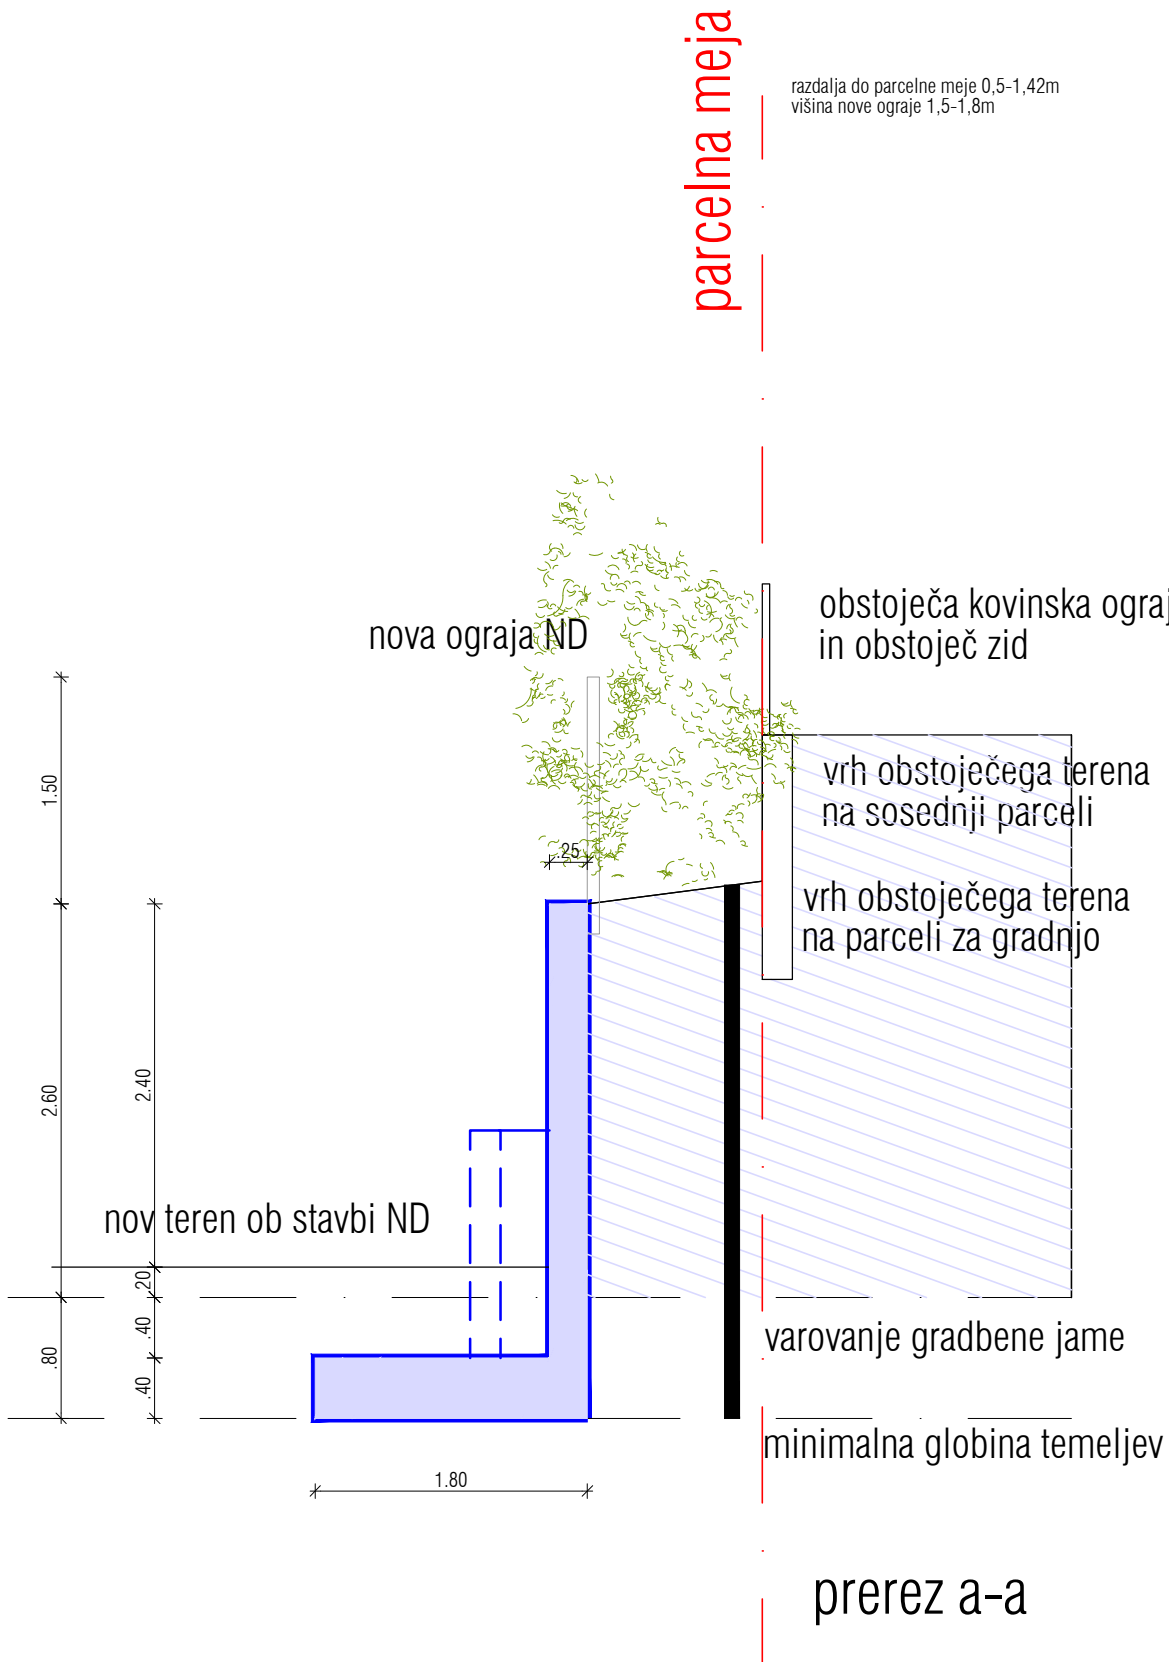 parcelna meja
razdalja do parcelne meje 0,5-1,42m
višina nove ograje 1,5-1,8m
obstoječa kovinska ograj
in obstoječ zid
nova ograja ND
vrh obstoječega terena
na sosednji parceli
1.50
.25
vrh obstoječega terena
na parceli za gradnjo
2.60
2.40
nov teren ob stavbi ND
.20
.40
varovanje gradbene jame
.80
.40
minimalna globina temeljev
1.80
prerez a-a